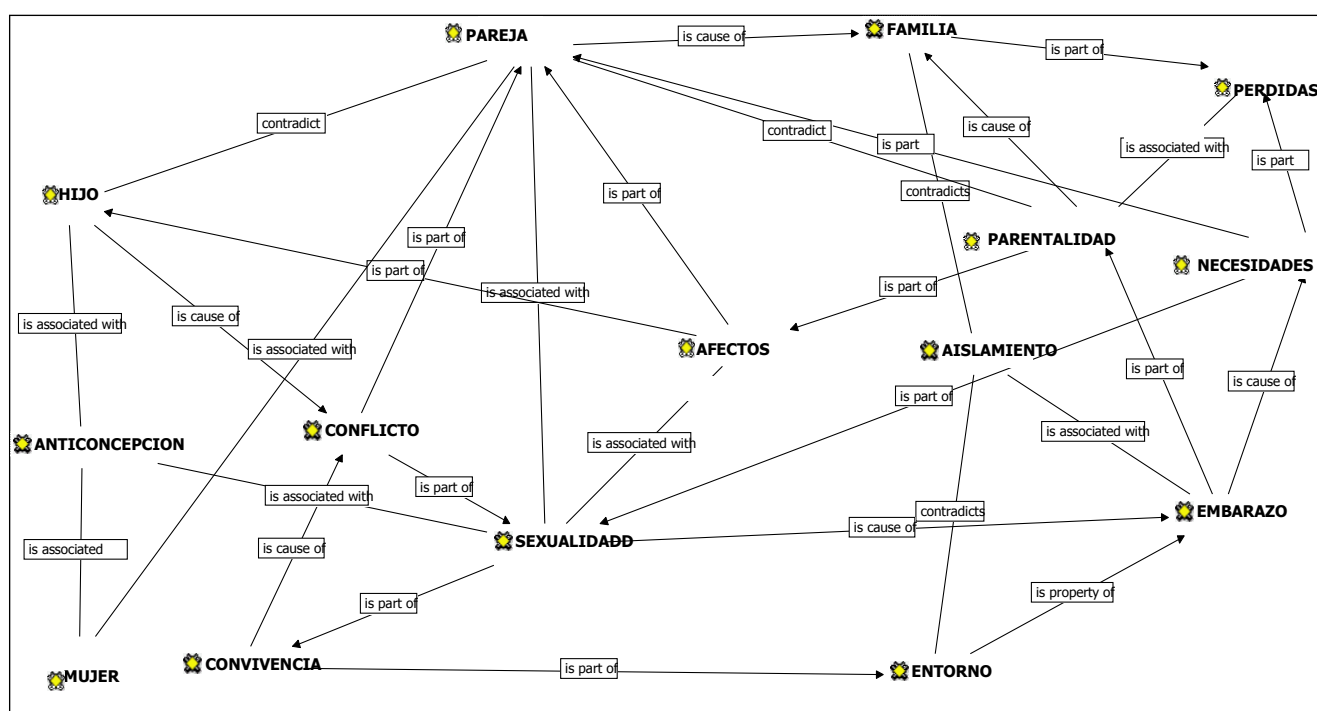 PAREJA
is cause of
FAMILIA
is part of
PERDIDAS
contradict
contradict
is part
is cause of
is associated with
is part
HIJO
is part of
contradicts
is part of
PARENTALIDAD
NECESIDADES
is part of
is associated with
is part of
is associated with
is cause of
is associated with
AFECTOS
AISLAMIENTO
is part of
is cause of
is part of
ANTICONCEPCION
CONFLICTO
is associated with
is associated with
is part of
is associated with
contradicts
EMBARAZO
is cause of
is associated
is cause of
SEXUALIDADD
is part of
is property of
MUJER
CONVIVENCIA
is part of
ENTORNO